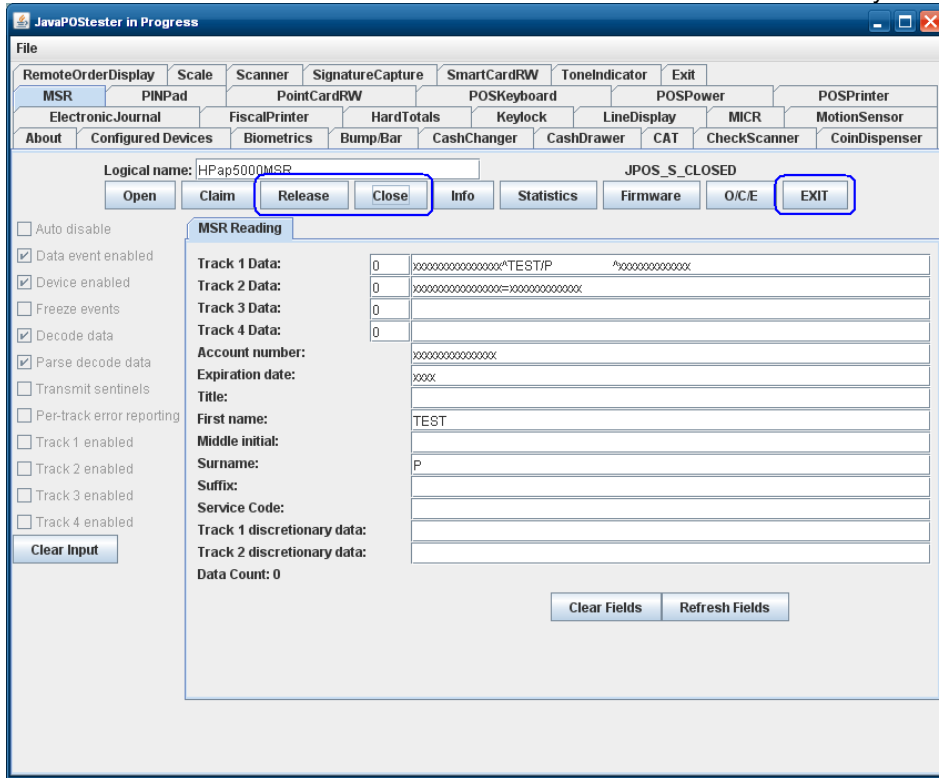 JavaPOStester in Progress
File
RemoteOrderDisplay Scale Scanner SignatureCapture SmartCardRW ToneIndicator Exit
MSR PINPad PointCardRW POSKeyboard POSPower POSPrinter
ElectronicJournal FiscalPrinter HardTotals Keylock LineDisplay MICR MotionSensor
About Configured Devices Biometrics Bump/Bar CashChanger CashDrawer CAT CheckScanner CoinDispenser
Logical name: HPap5000MSR JPOS_S_CLOSED
Open Claim Release Close Info Statistics Firmware O/C/E EXIT
Auto disable
Data event enabled
Device enabled
Freeze events
Decode data
Parse decode data
Transmit sentinels
Per-track error reporting
Track 1 enabled
Track 2 enabled
Track 3 enabled
Track 4 enabled
Clear Input
MSR Reading
Track 1 Data: 0 xxxxxxxxxxxxxxxx^TEST/P ^xxxxxxxxxxxxx
Track 2 Data: 0 xxxxxxxxxxxxxxxx=xxxxxxxxxxxxx
Track 3 Data: 0
Track 4 Data: 0
Account number: xxxxxxxxxxxxxxx
Expiration date: xxxx
Title:
First name: TEST
Middle initial:
Surname: P
Suffix:
Service Code:
Track 1 discretionary data:
Track 2 discretionary data:
Data Count: 0
Clear Fields Refresh Fields